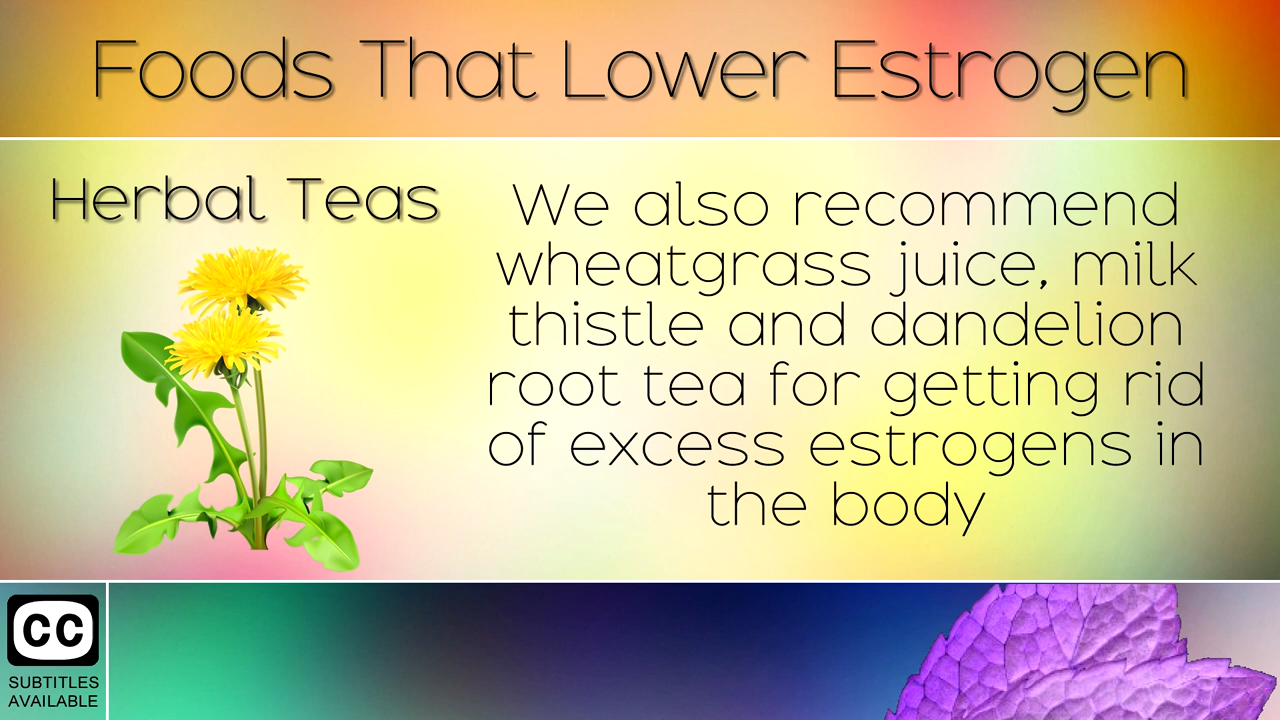 Foods That Lower Estrogen
Herbal Teas
We also recommend
wheatgrass juice, milk
thistle and dandelion
root tea for getting rid
of excess estrogens in
the body
CC
SUBTITLES
AVAILABLE